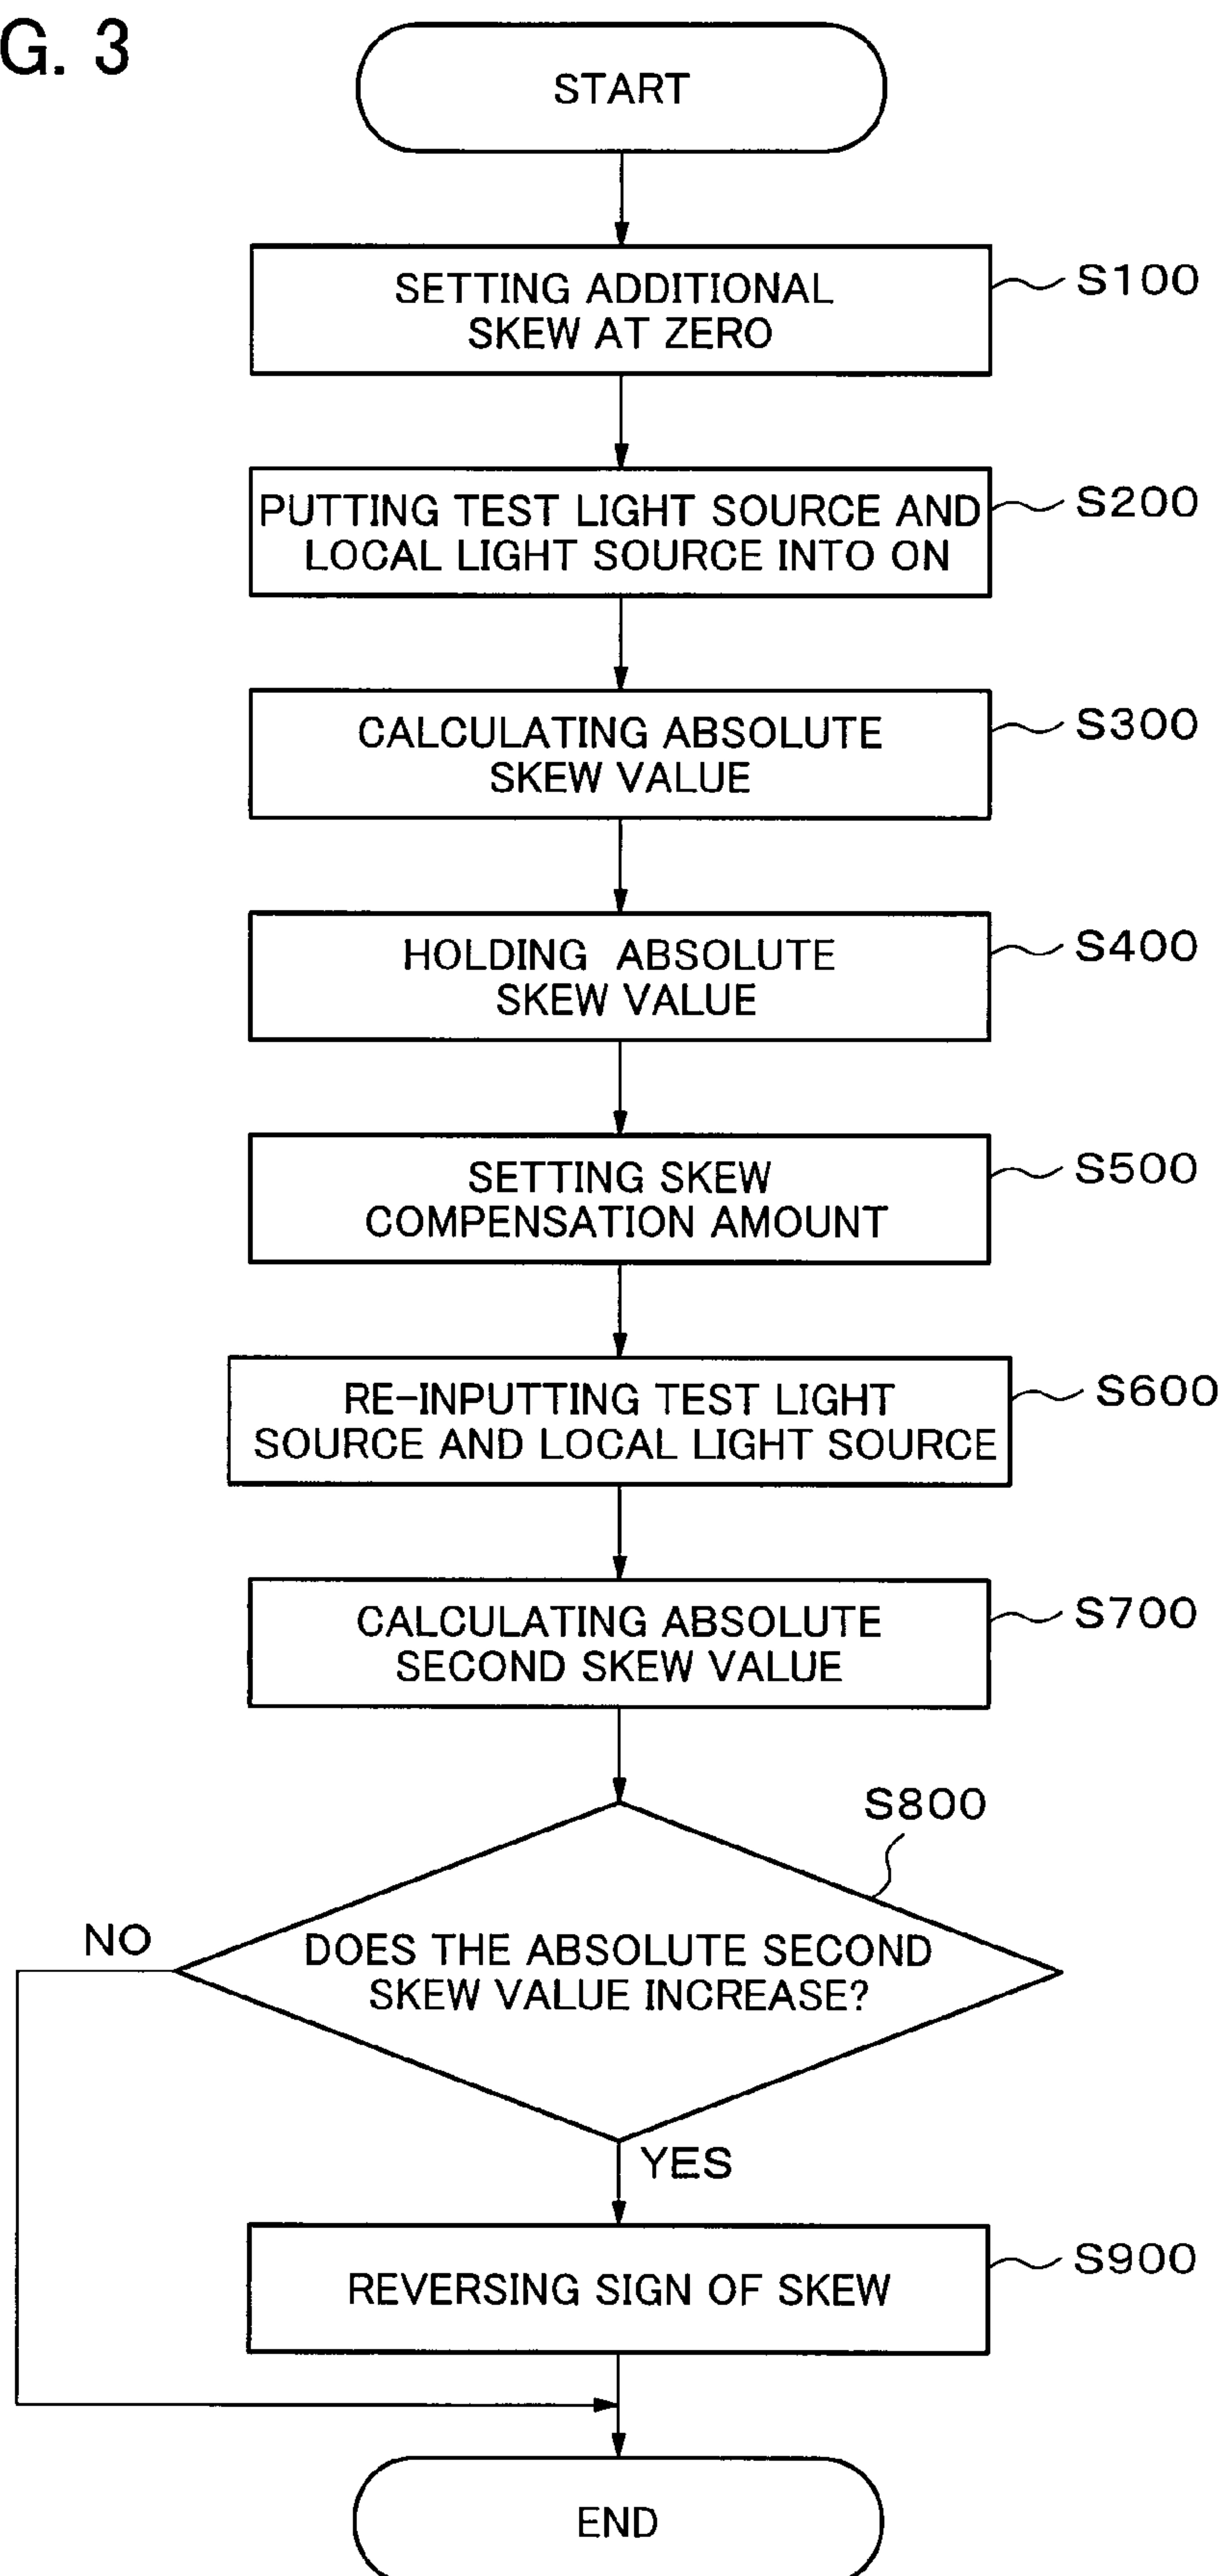 G. 3
START
SETTING ADDITIONAL
SKEW AT ZERO
S100
PUTTING TEST LIGHT SOURCE AND
LOCAL LIGHT SOURCE INTO ON
S200
CALCULATING ABSOLUTE
SKEW VALUE
S300
HOLDING ABSOLUTE
SKEW VALUE
S400
SETTING SKEW
COMPENSATION AMOUNT
S500
RE-INPUTTING TEST LIGHT
SOURCE AND LOCAL LIGHT SOURCE
S600
CALCULATING ABSOLUTE
SECOND SKEW VALUE
S700
S800
NO
DOES THE ABSOLUTE SECOND
SKEW VALUE INCREASE?
YES
REVERSING SIGN OF SKEW
S900
END